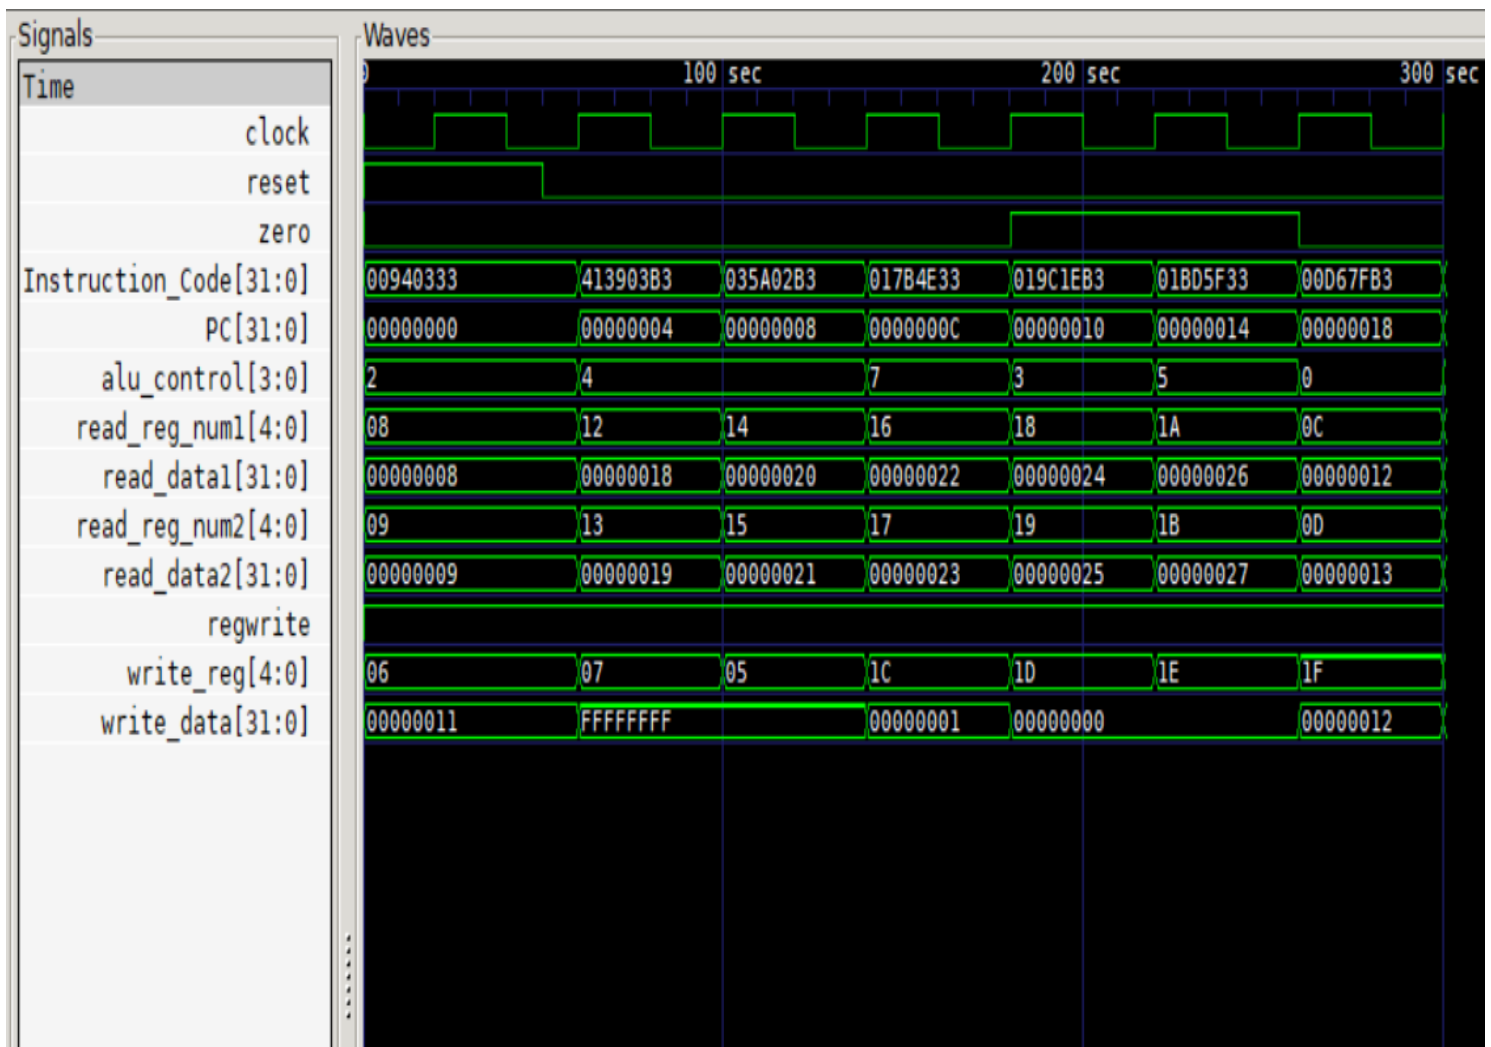 Signals Waves
Time 0 100 sec 200 sec 300 sec
clock
reset
zero
Instruction_Code[31:0] 00940333 413903B3 035A02B3 017B4E33 019C1EB3 01BD5F33 00D67FB3
PC[31:0] 00000000 00000004 00000008 0000000C 00000010 00000014 00000018
alu_control[3:0] 2 4 7 3 5 0
read_reg_num1[4:0] 08 12 14 16 18 1A 0C
read_data1[31:0] 00000008 00000018 00000020 00000022 00000024 00000026 00000012
read_reg_num2[4:0] 09 13 15 17 19 1B 0D
read_data2[31:0] 00000009 00000019 00000021 00000023 00000025 00000027 00000013
regwrite
write_reg[4:0] 06 07 05 1C 1D 1E 1F
write_data[31:0] 00000011 FFFFFFFF 00000001 00000000 00000012